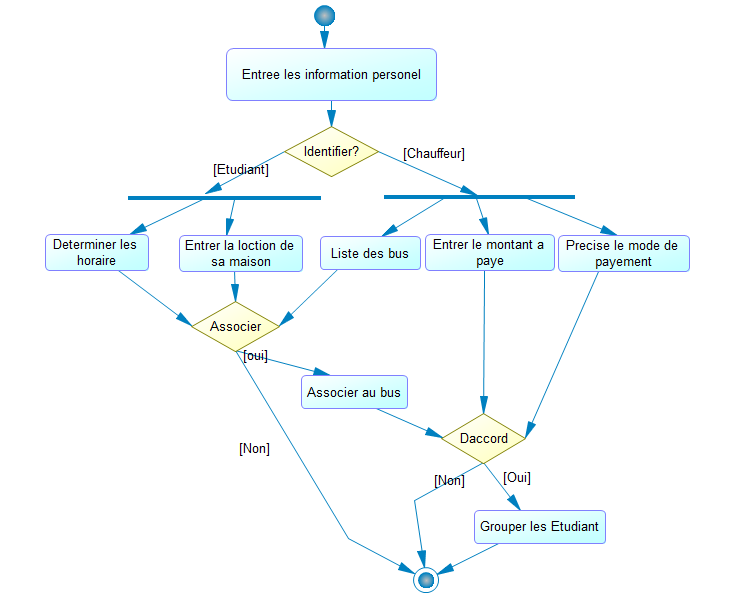 Entree les information personel
Identifier?
[Etudiant]
[Chauffeur]
Determiner les
horaire
Entrer la loction de
sa maison
Liste des bus
Entrer le montant a
paye
Precise le mode de
payement
Associer
[oui]
Associer au bus
[Non]
Daccord
[Non]
[Oui]
Grouper les Etudiant